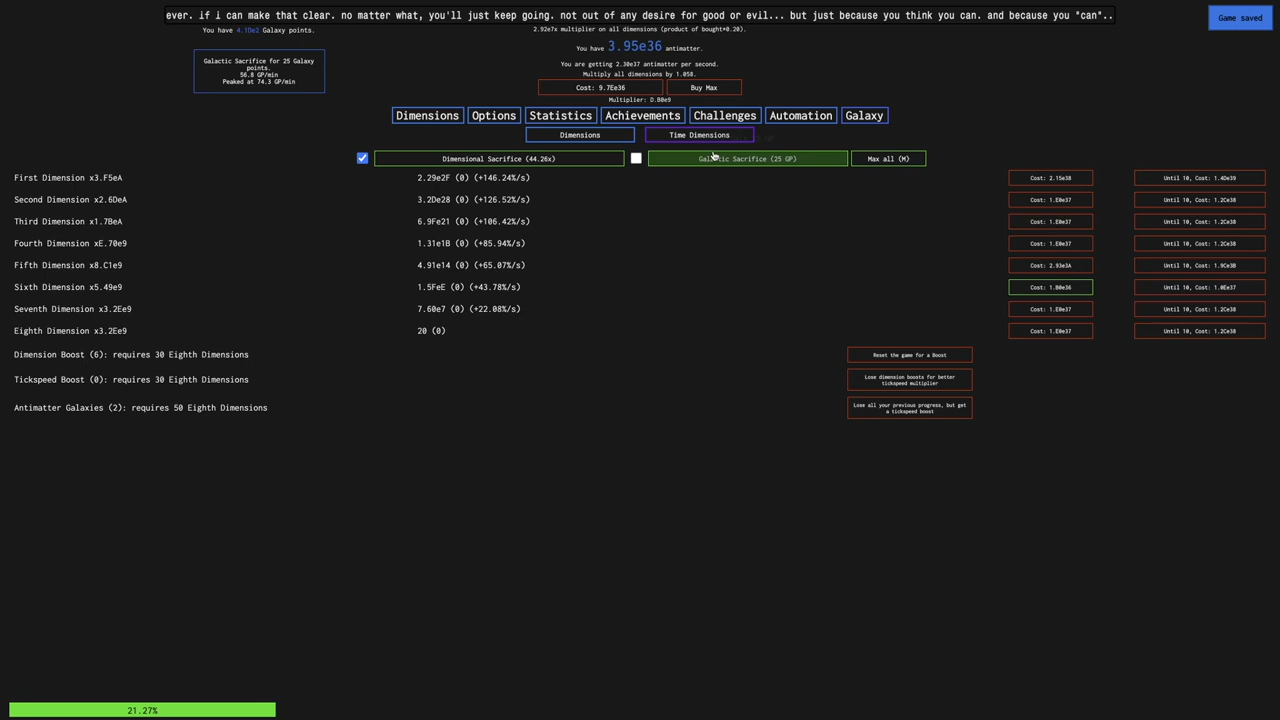 ever. if i can make that clear. no matter what, you'll just keep going. not out of any desire for good or evil... but just because you think you can. and because you "can"..
Game saved
You have 4.1De2 Galaxy points.
2.92e7x multiplier on all dimensions (product of bought*0.20).
You have 3.95e36 antimatter.
Galactic Sacrifice for 25 Galaxy
points.
56.8 GP/min
Peaked at 74.3 GP/min
You are getting 2.30e37 antimatter per second.
Multiply all dimensions by 1.058.
Cost: 9.7Ee36
Buy Max
Multiplier: D.B0e9
Dimensions
Options
Statistics
Achievements
Challenges
Automation
Galaxy
Dimensions
Time Dimensions
Dimensional Sacrifice (44.26x)
Galactic Sacrifice (25 GP)
Max all (M)
First Dimension x3.F5eA 2.29e2F (0) (+146.24%/s) Cost: 2.15e38 Until 10, Cost: 1.4De39
Second Dimension x2.6DeA 3.2De28 (0) (+126.52%/s) Cost: 1.E0e37 Until 10, Cost: 1.2Ce38
Third Dimension x1.7BeA 6.9Fe21 (0) (+106.42%/s) Cost: 1.E0e37 Until 10, Cost: 1.2Ce38
Fourth Dimension xE.70e9 1.31e1B (0) (+85.94%/s) Cost: 1.E0e37 Until 10, Cost: 1.2Ce38
Fifth Dimension x8.C1e9 4.91e14 (0) (+65.07%/s) Cost: 2.93e3A Until 10, Cost: 1.9Ce3B
Sixth Dimension x5.49e9 1.5FeE (0) (+43.78%/s) Cost: 1.B0e36 Until 10, Cost: 1.0Ee37
Seventh Dimension x3.2Ee9 7.60e7 (0) (+22.08%/s) Cost: 1.E0e37 Until 10, Cost: 1.2Ce38
Eighth Dimension x3.2Ee9 20 (0) Cost: 1.E0e37 Until 10, Cost: 1.2Ce38
Dimension Boost (6): requires 30 Eighth Dimensions
Reset the game for a Boost
Tickspeed Boost (0): requires 30 Eighth Dimensions
Lose dimension boosts for better
tickspeed multiplier
Antimatter Galaxies (2): requires 50 Eighth Dimensions
Lose all your previous progress, but get
a tickspeed boost
21.27%